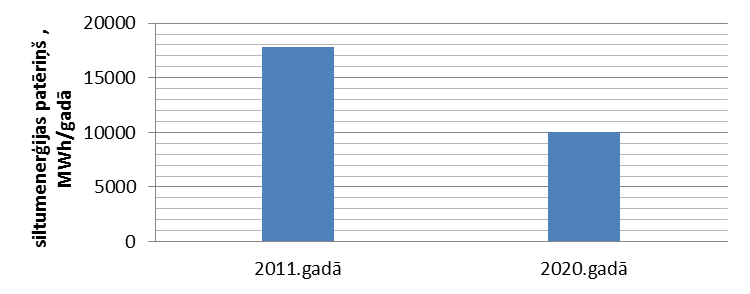 siltumenerģijas patēriņš ,
MWh/gadā
20000
15000
10000
5000
0
2011.gadā
2020.gadā